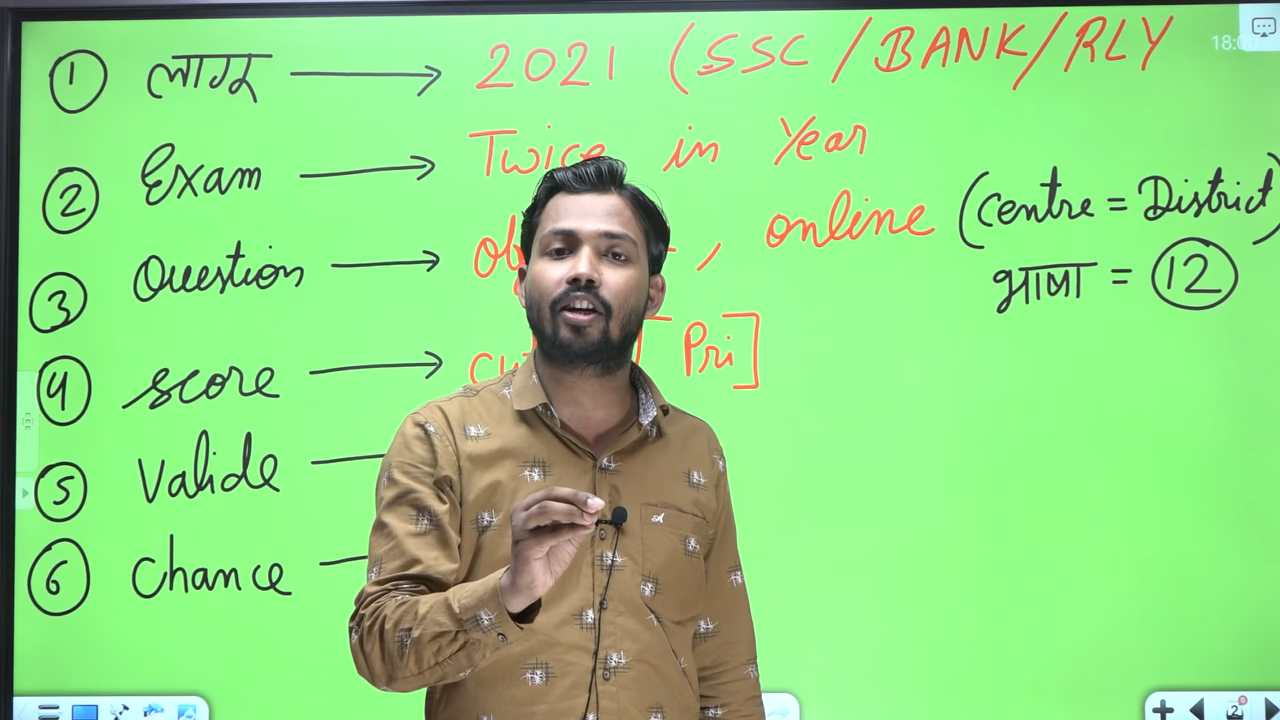 ① लागू → 2021 (SSC / BANK / RLY
② Exam → Twice in Year
③ Question → , online (Centre = District)
भाषा = ⑫
④ score → [Pri]
⑤ Valide
⑥ Chance